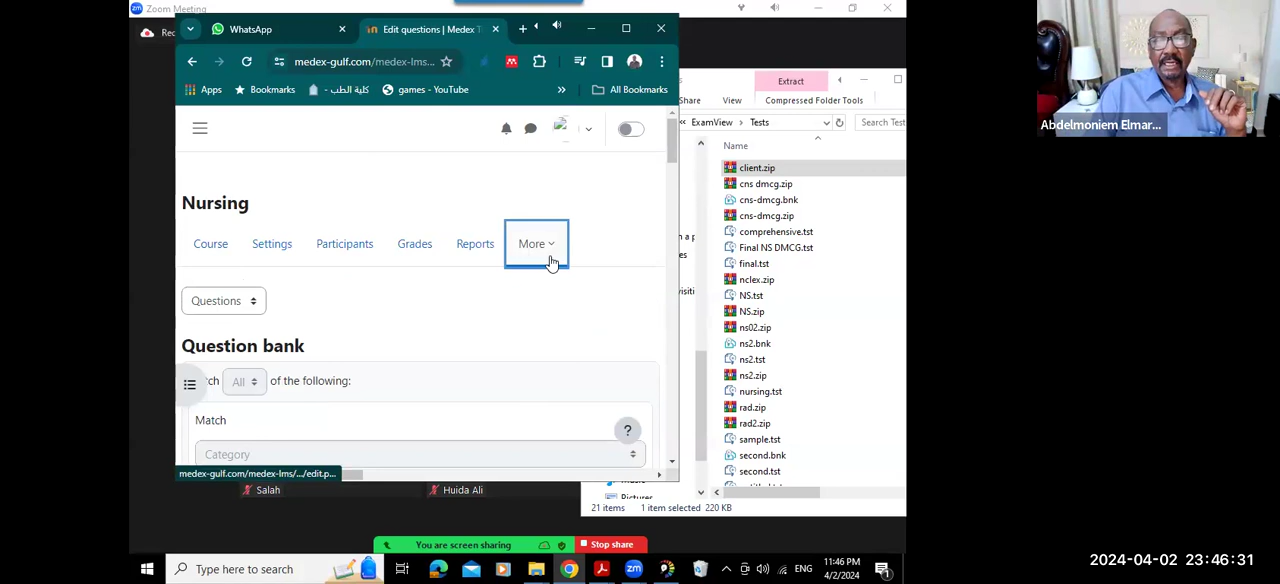 Zoom Meeting
Rec
WhatsApp
Edit questions | Medex T
medex-gulf.com/medex-lms...
Apps
Bookmarks
كلية الطب -
games - YouTube
»
All Bookmarks
Nursing
Course
Settings
Participants
Grades
Reports
More
Questions
Question bank
All
of the following:
Match
?
Category
medex-gulf.com/medex-lms/.../edit.p...
Salah
Huida Ali
Extract
Share
View
Compressed Folder Tools
« ExamView > Tests
Search Test
Name
client.zip
cns dmcg.zip
cns-dmcg.bnk
cns-dmcg.zip
comprehensive.tst
Final NS DMCG.tst
final.tst
nclex.zip
NS.tst
NS.zip
ns02.zip
ns2.bnk
ns2.tst
ns2.zip
nursing.tst
rad.zip
rad2.zip
sample.tst
second.bnk
second.tst
Pictures
21 items
1 item selected 220 KB
You are screen sharing
Stop share
Type here to search
ENG
11:46 PM
4/2/2024
Abdelmoniem Elmar...
2024-04-02 23:46:31